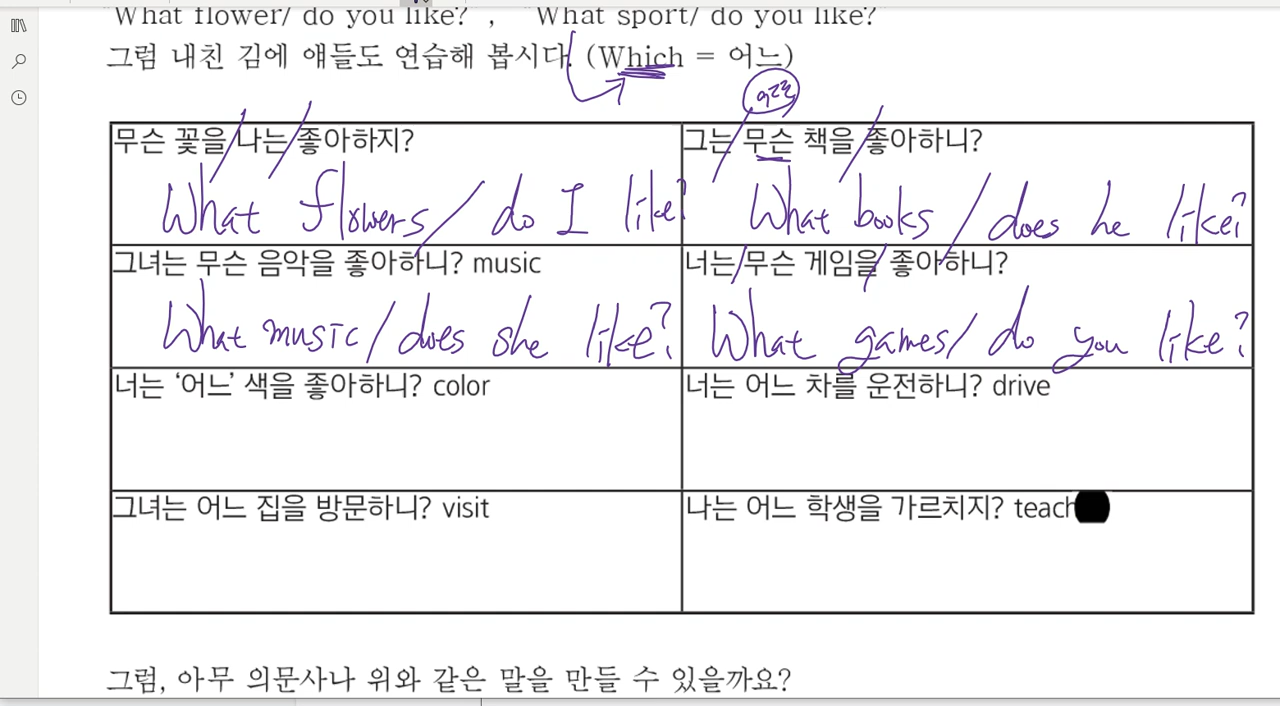 "What flower/ do you like?" , "What sport/ do you like?"
그럼 내친 김에 얘들도 연습해 봅시다. (Which = 어느)
무슨 꽃을 나는 좋아하지?
What flowers / do I like?
그는 무슨 책을 좋아하니?
What books / does he like?
그녀는 무슨 음악을 좋아하니? music
What music / does she like?
너는 무슨 게임을 좋아하니?
What games / do you like?
너는 '어느' 색을 좋아하니? color
너는 어느 차를 운전하니? drive
그녀는 어느 집을 방문하니? visit
나는 어느 학생을 가르치지? teach
그럼, 아무 의문사나 위와 같은 말을 만들 수 있을까요?